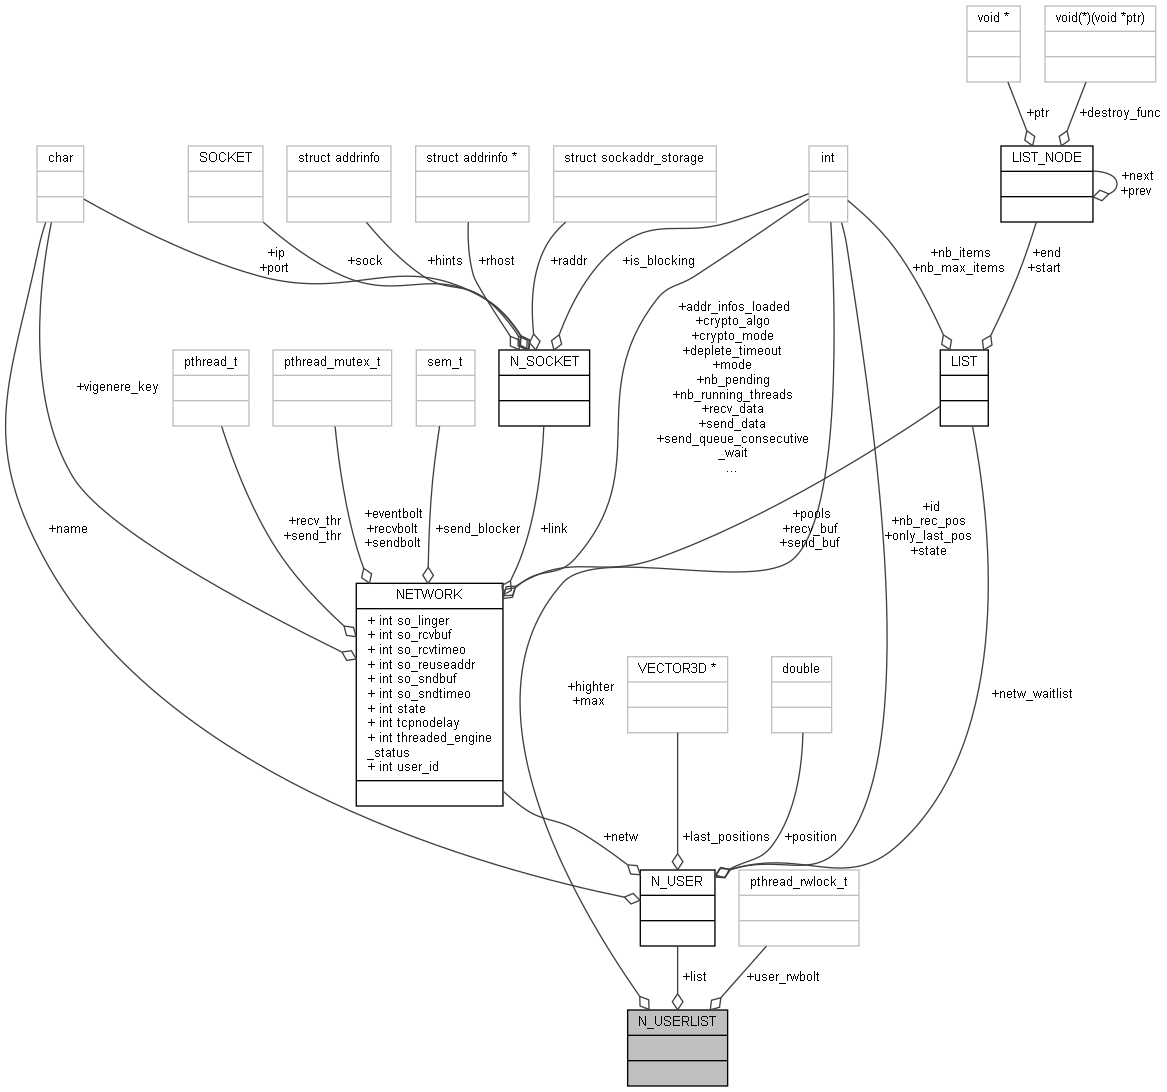 void *
void(*)(void *ptr)
+ptr
+destroy_func
char
SOCKET
struct addrinfo
struct addrinfo *
struct sockaddr_storage
int
LIST_NODE
+next
+prev
+ip
+port
+sock
+hints
+rhost
+raddr
+is_blocking
+nb_items
+nb_max_items
+end
+start
+addr_infos_loaded
+crypto_algo
+crypto_mode
+deplete_timeout
+mode
+nb_pending
+nb_running_threads
+recv_data
+send_data
+send_queue_consecutive
_wait
...
pthread_t
pthread_mutex_t
sem_t
N_SOCKET
LIST
+vigenere_key
+name
+recv_thr
+send_thr
+eventbolt
+recvbolt
+sendbolt
+send_blocker
+link
+pools
+recv_buf
+send_buf
+id
+nb_rec_pos
+only_last_pos
+state
NETWORK
+ int so_linger
+ int so_rcvbuf
+ int so_rcvtimeo
+ int so_reuseaddr
+ int so_sndbuf
+ int so_sndtimeo
+ int state
+ int tcpnodelay
+ int threaded_engine
_status
+ int user_id
VECTOR3D *
double
+highter
+max
+netw_waitlist
+netw
+last_positions
+position
N_USER
pthread_rwlock_t
+list
+user_rwbolt
N_USERLIST